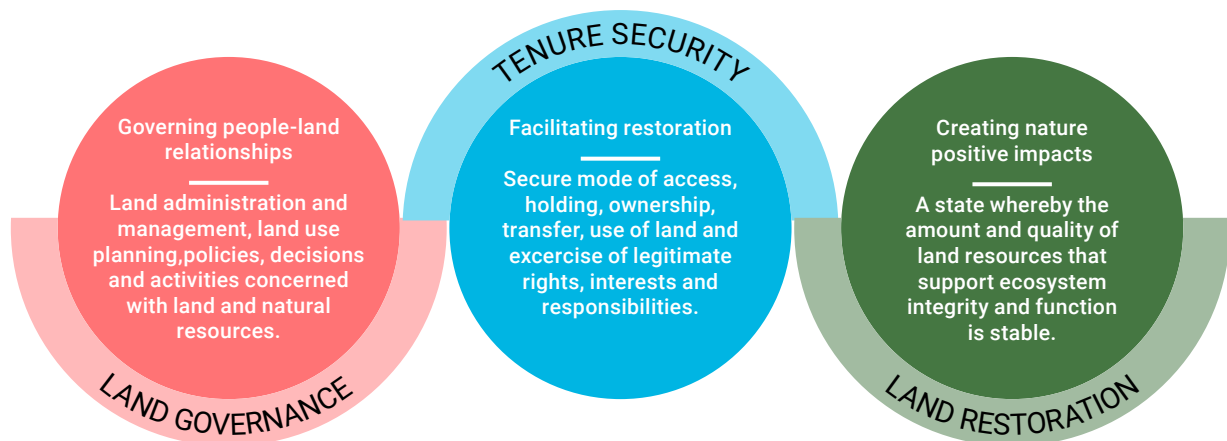 TENURE SECURITY
Governing people-land
relationships
Land administration and
management, land use
planning,policies, decisions
and activities concerned
with land and natural
resources.
LAND GOVERNANCE
Facilitating restoration
Secure mode of access,
holding, ownership,
transfer, use of land and
excercise of legitimate
rights, interests and
responsibilities.
Creating nature
positive impacts
A state whereby the
amount and quality of
land resources that
support ecosystem
integrity and function
is stable.
LAND RESTORATION